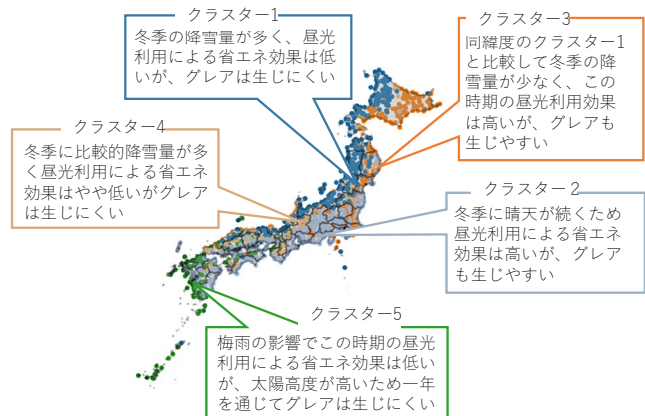 クラスター1
冬季の降雪量が多く、昼光
利用による省エネ効果は低
いが、グレアは生じにくい
クラスター3
同緯度のクラスター1
と比較して冬季の降
雪量が少なく、この
時期の昼光利用効果
は高いが、グレアも
生じやすい
クラスター4
冬季に比較的降雪量が多
く昼光利用による省エネ
効果はやや低いがグレア
は生じにくい
クラスター２
冬季に晴天が続くため
昼光利用による省エネ
効果は高いが、グレア
も生じやすい
クラスター5
梅雨の影響でこの時期の昼光
利用による省エネ効果は低い
が、太陽高度が高いため一年
を通じてグレアは生じにくい